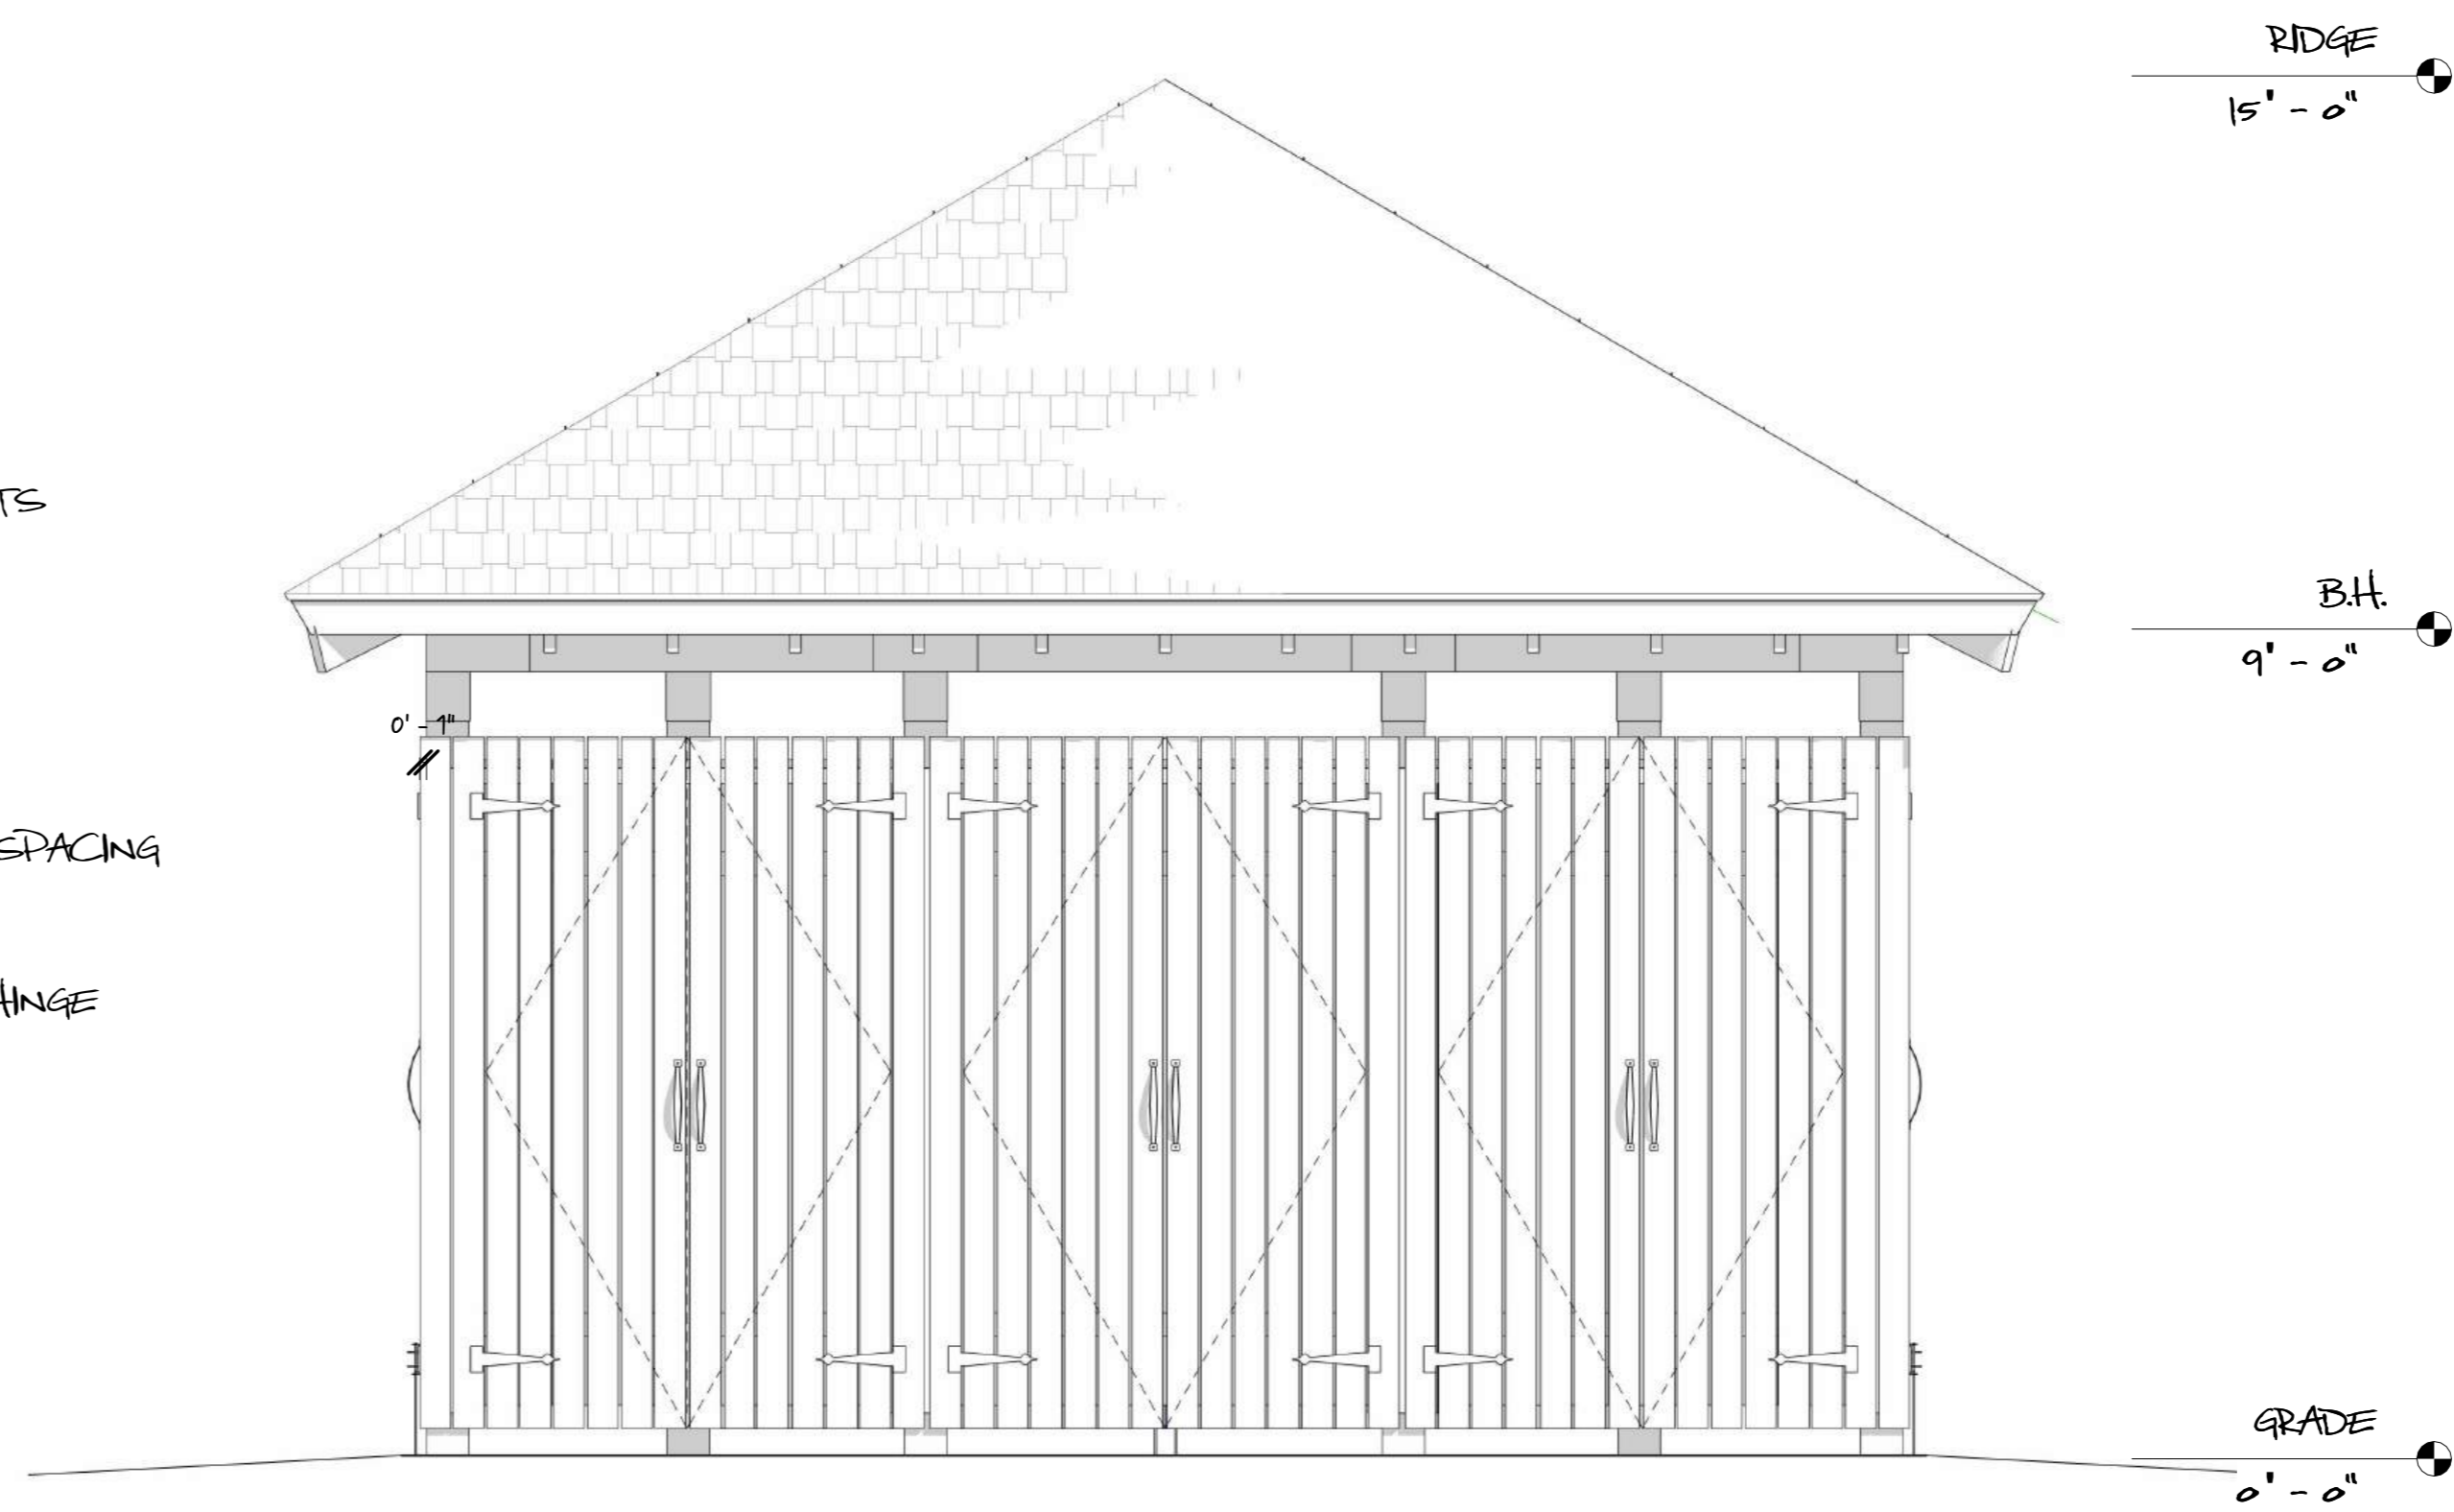 RIDGE
15' - 0"
TS
B.H.
9' - 0"
0' - 1"
SPACING
HINGE
GRADE
0' - 0"